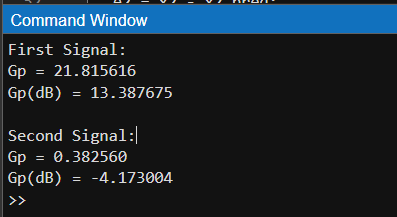 Command Window
First Signal:
Gp = 21.815616
Gp(dB) = 13.387675
Second Signal:
Gp = 0.382560
Gp(dB) = -4.173004
>>